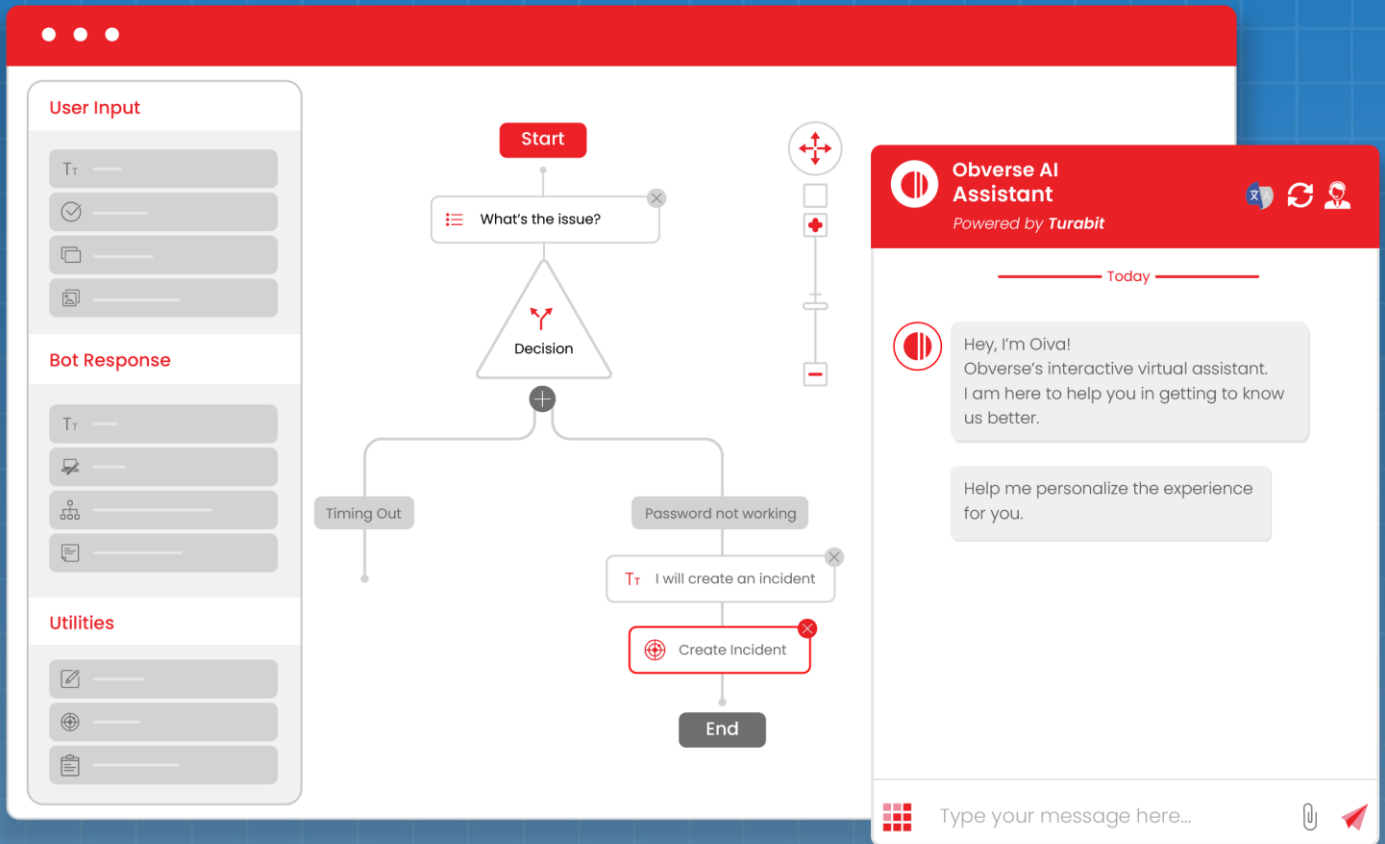 User Input
Bot Response
Utilities
Start
What's the issue?
Decision
Timing Out
Password not working
I will create an incident
Create Incident
End
Obverse AI
Assistant
Powered by Turabit
Today
Hey, I'm Oiva!
Obverse's interactive virtual assistant.
I am here to help you in getting to know
us better.
Help me personalize the experience
for you.
Type your message here...